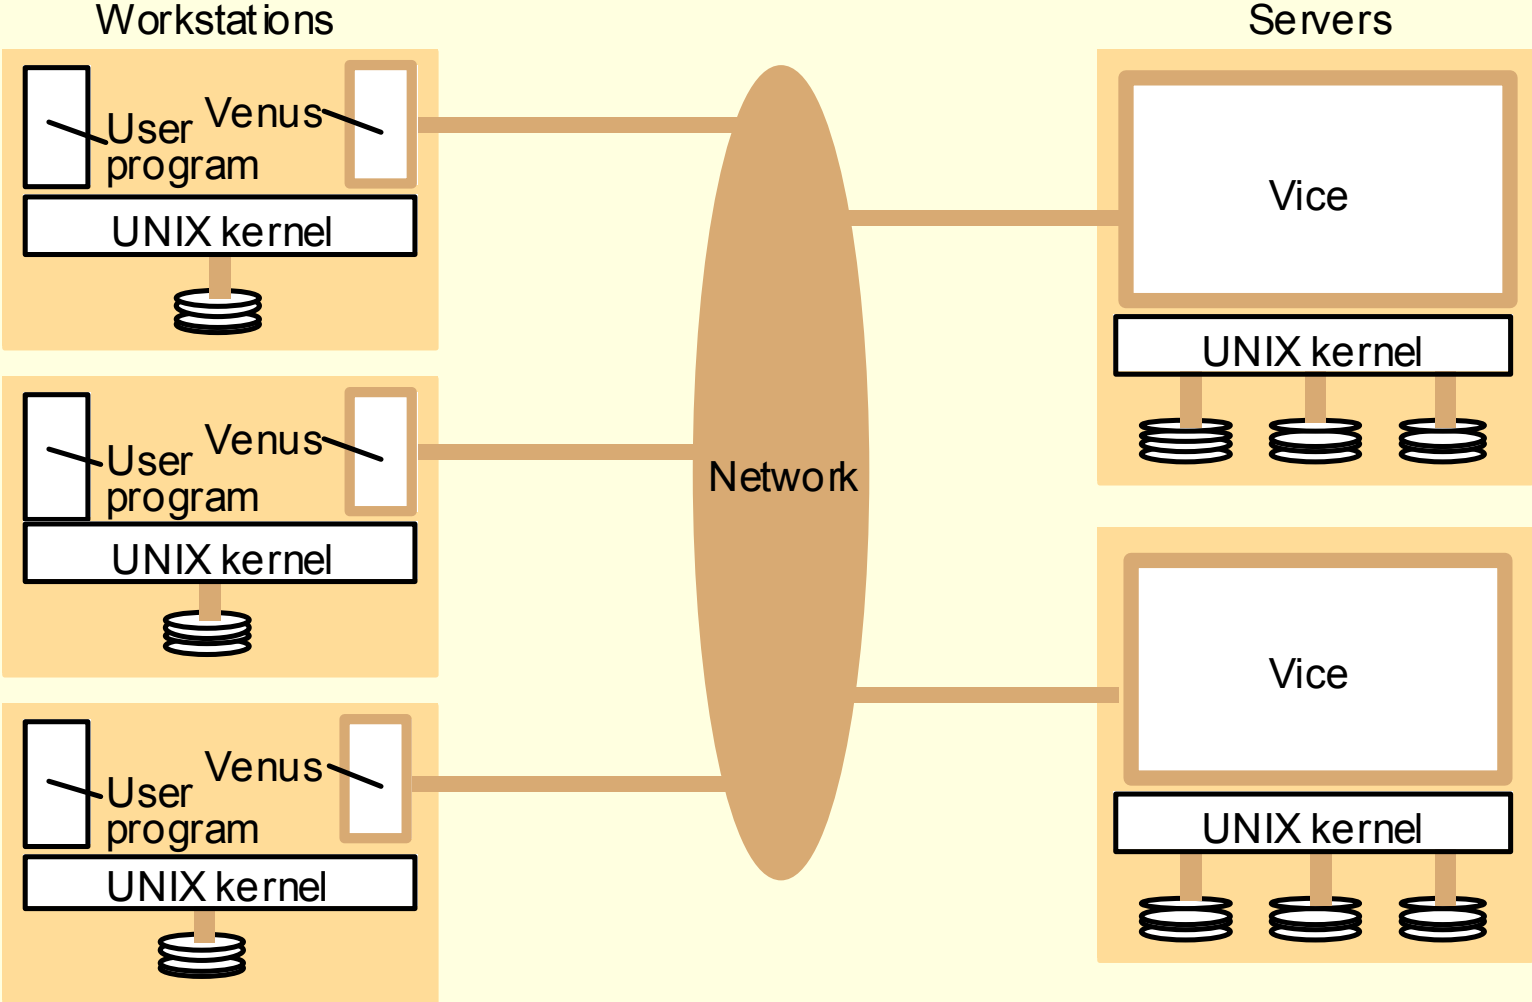 Workstations
Servers
User
program
Venus
UNIX kernel
User
program
Venus
UNIX kernel
User
program
Venus
UNIX kernel
Network
Vice
UNIX kernel
Vice
UNIX kernel